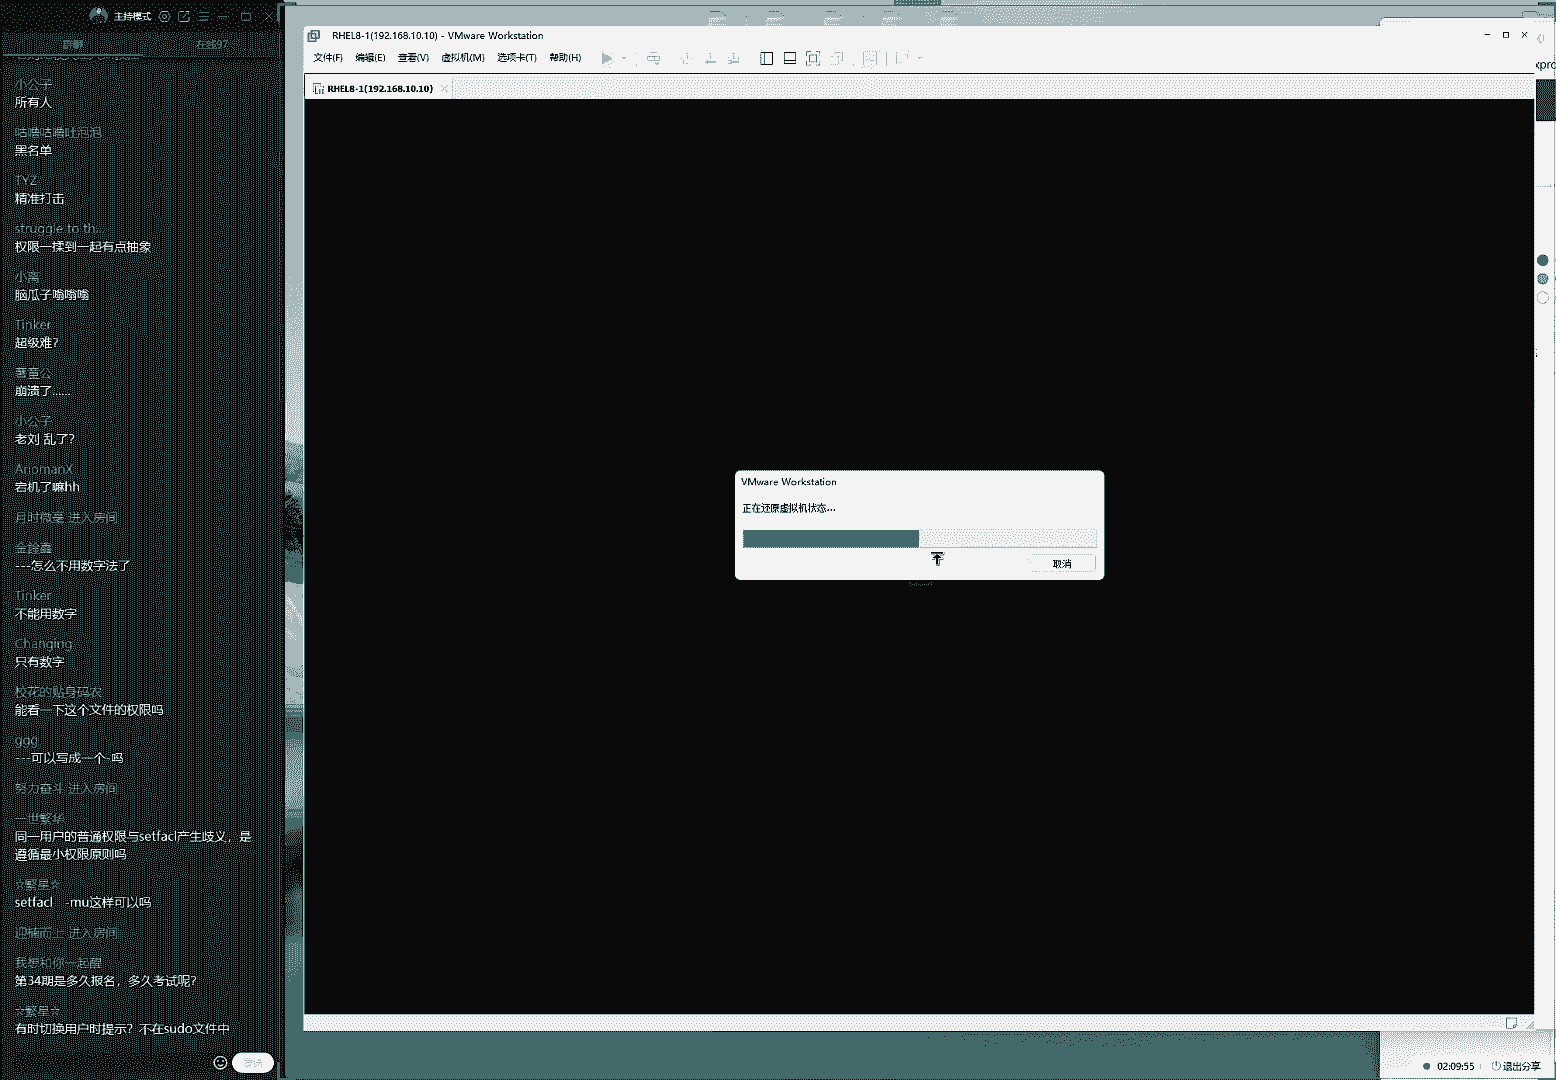 主持模式
在线97
小公子
所有人
咕噜咕噜吐泡泡
黑名单
TYZ
精准打击
struggle to th...
权限一揉到一起有点抽象
小离
脑瓜子嗡嗡嗡
Tinker
超级难?
著童公
崩溃了......
小公子
老刘 乱了?
AnomanX
宕机了嘛hh
月时微毫 进入房间
---怎么不用数字法了
Tinker
不能用数字
Changing
只有数字
校花的贴身码农
能看一下这个文件的权限吗
ggg
---可以写成一个-吗
努力奋斗 进入房间
一世繁华
同一用户的普通权限与setfacl产生歧义，是
遵循最小权限原则吗
☆繁星☆
setfacl -mu这样可以吗
迎楠而上 进入房间
我想和你一起醒
第34期是多久报名，多久考试呢?
☆繁星☆
有时切换用户时提示？不在sudo文件中
发送
RHEL8-1(192.168.10.10) - VMware Workstation
文件(F) 编辑(E) 查看(V) 虚拟机(M) 选项卡(T) 帮助(H)
RHEL8-1(192.168.10.10)
VMware Workstation
正在还原虚拟机状态...
取消
xpro
02:09:55
退出分享